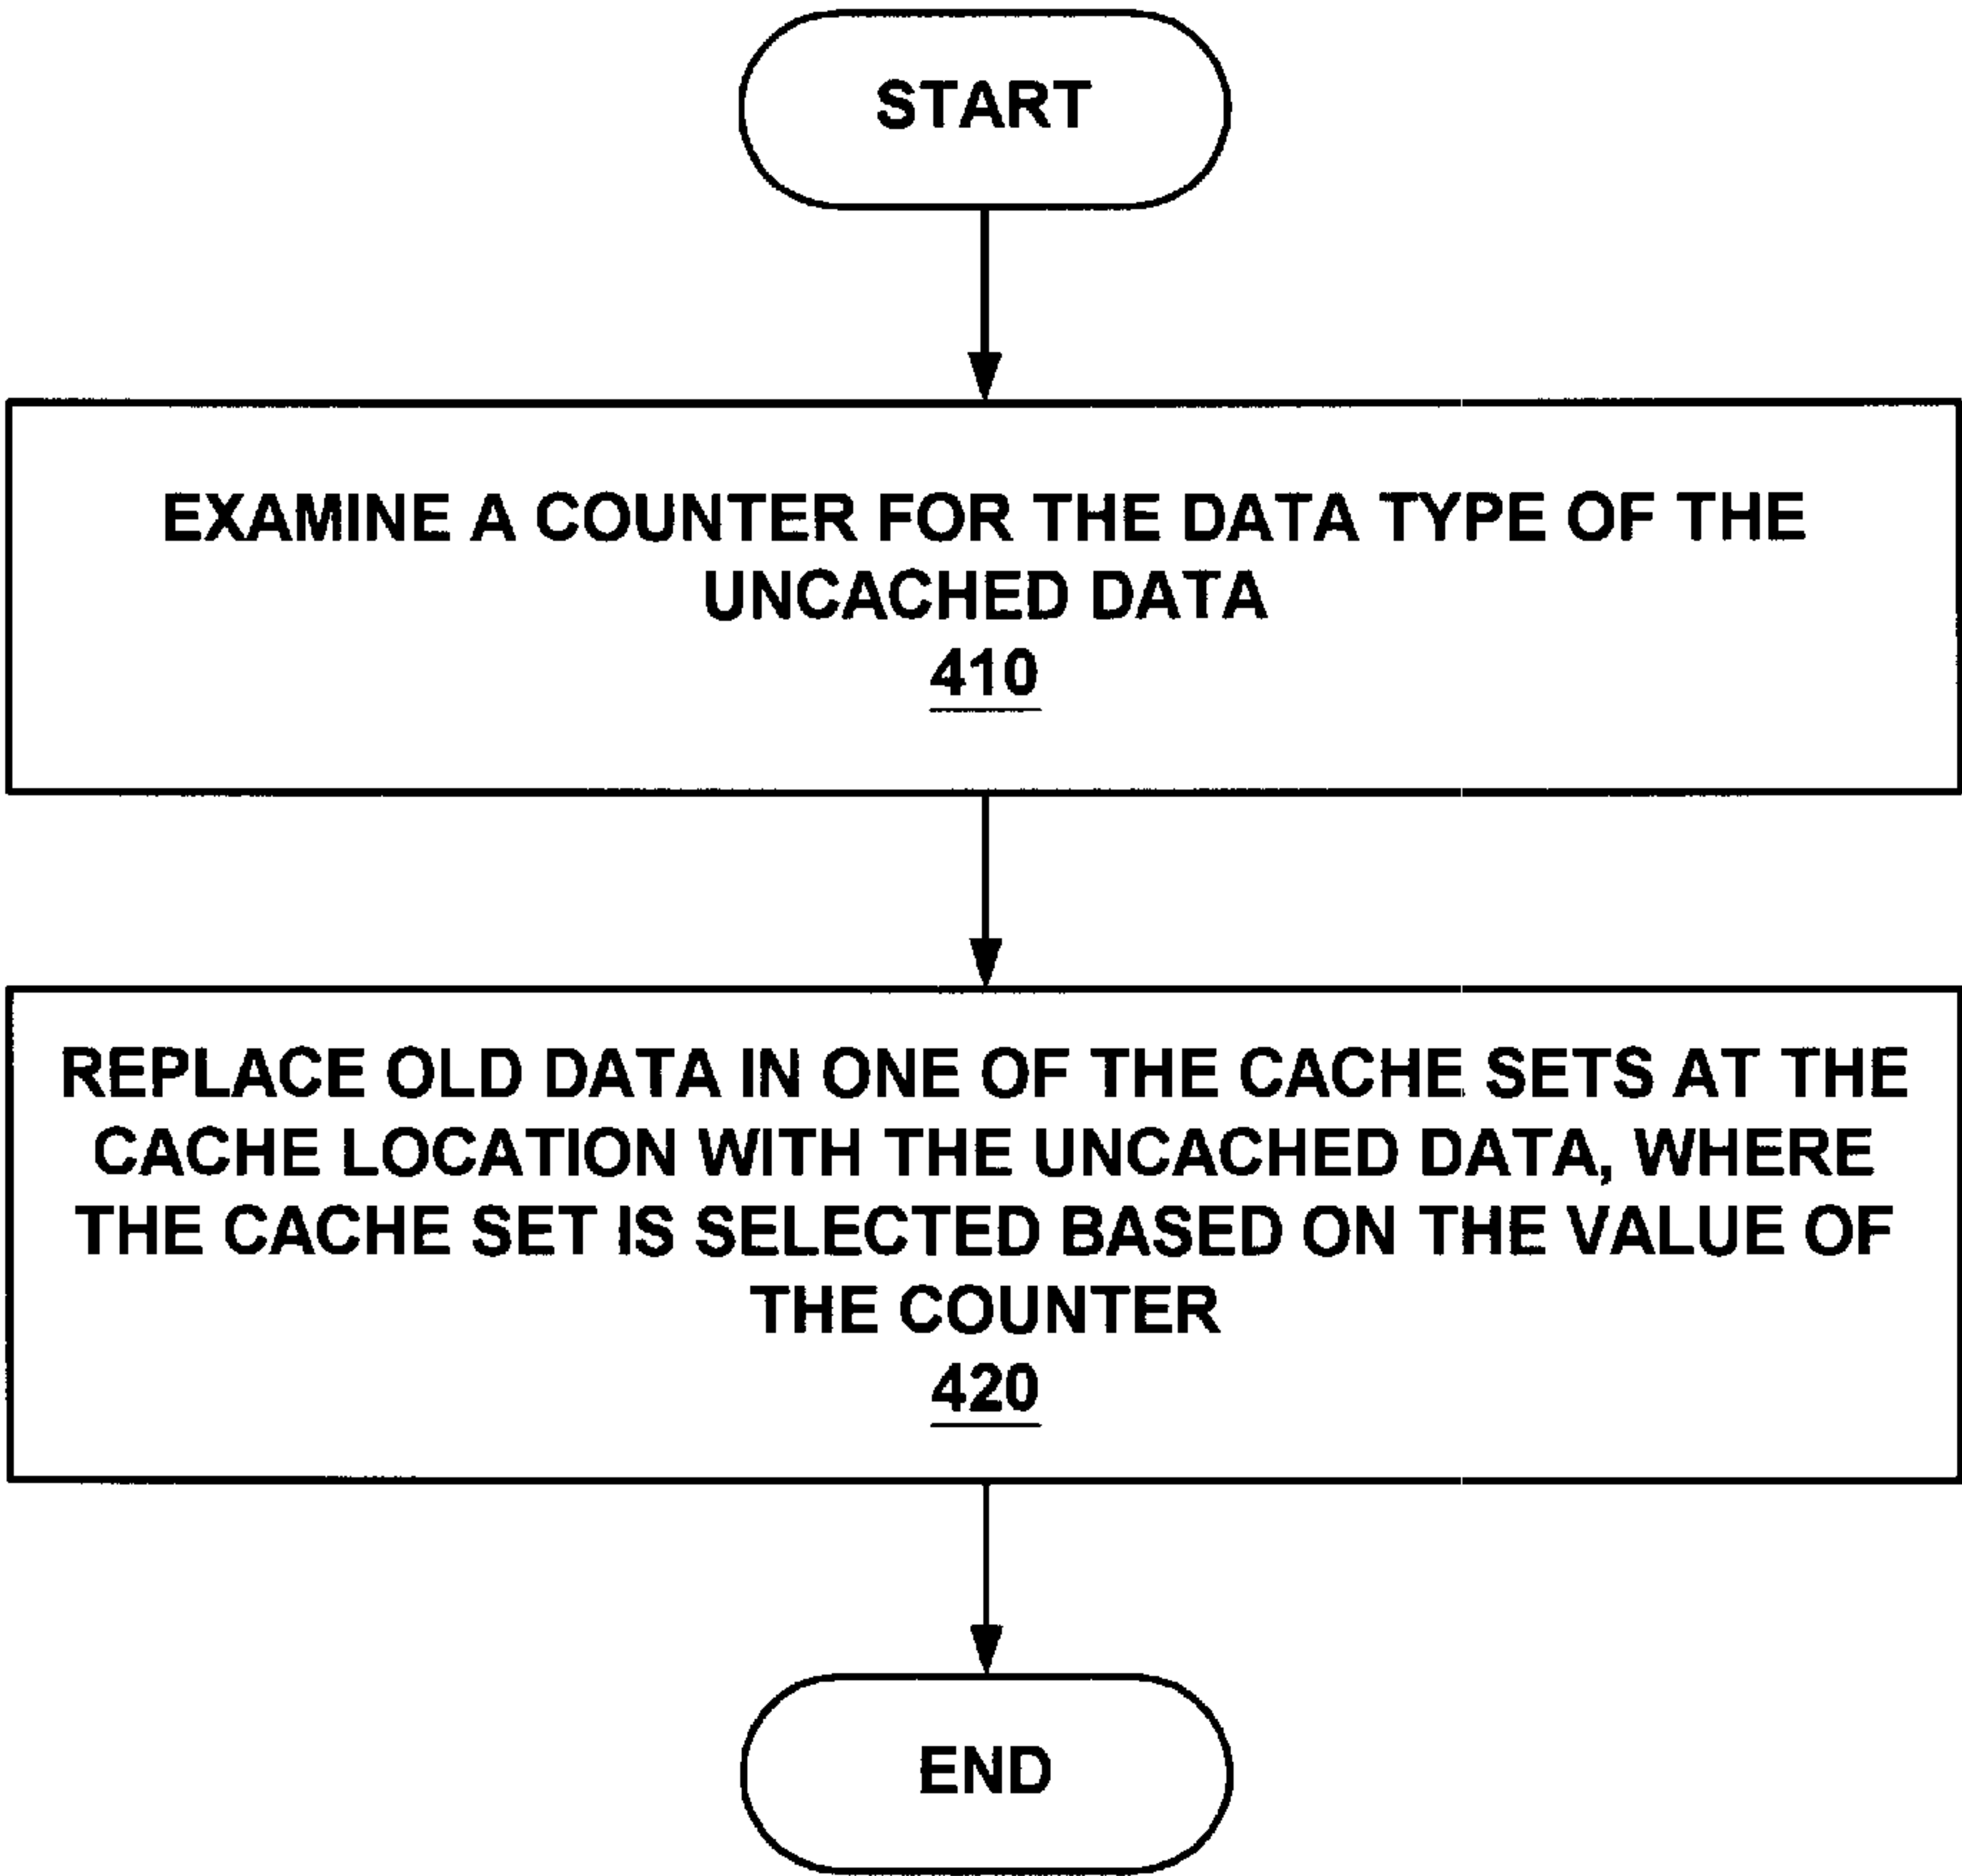 START
EXAMINE A COUNTER FOR THE DATA TYPE OF THE
UNCACHED DATA
410
REPLACE OLD DATA IN ONE OF THE CACHE SETS AT THE
CACHE LOCATION WITH THE UNCACHED DATA, WHERE
THE CACHE SET IS SELECTED BASED ON THE VALUE OF
THE COUNTER
420
END